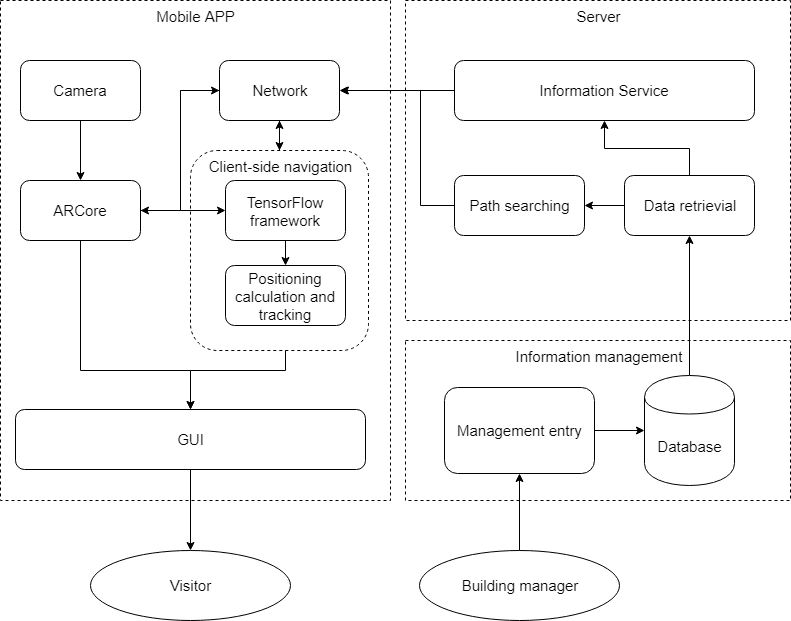 Mobile APP
Server
Camera
Network
Information Service
Client-side navigation
ARCore
TensorFlow
framework
Path searching
Data retrievial
Positioning
calculation and
tracking
Information management
GUI
Management entry
Database
Visitor
Building manager